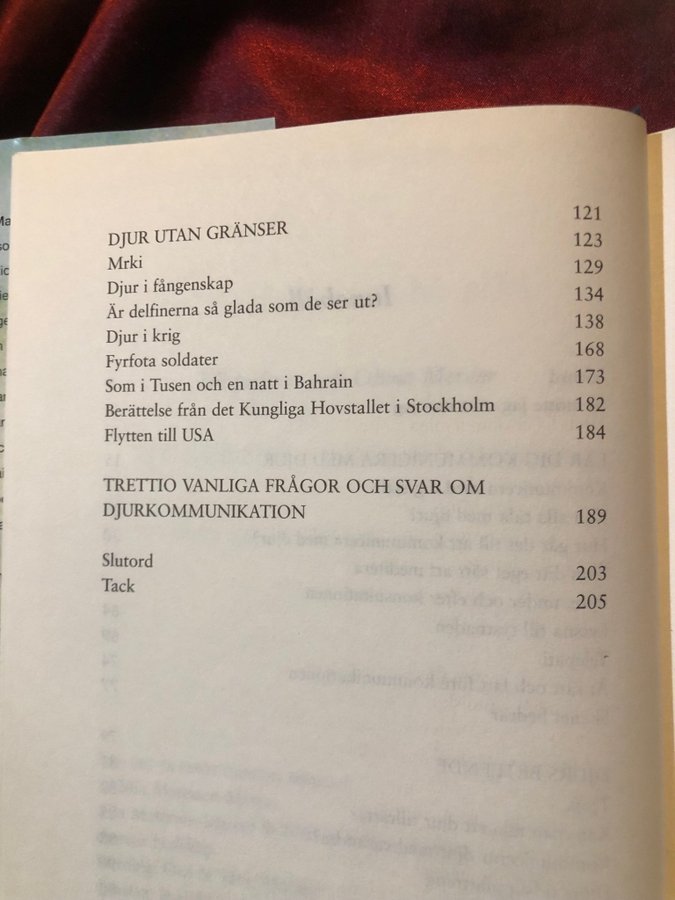 DJUR UTAN GRÄNSER 121
Mrki 123
Djur i fångenskap 129
Är delfinerna så glada som de ser ut? 134
Djur i krig 138
Fyrfota soldater 168
Som i Tusen och en natt i Bahrain 173
Berättelse från det Kungliga Hovstallet i Stockholm 182
Flytten till USA 184
TRETTIO VANLIGA FRÅGOR OCH SVAR OM
DJURKOMMUNIKATION 189
Slutord 203
Tack 205